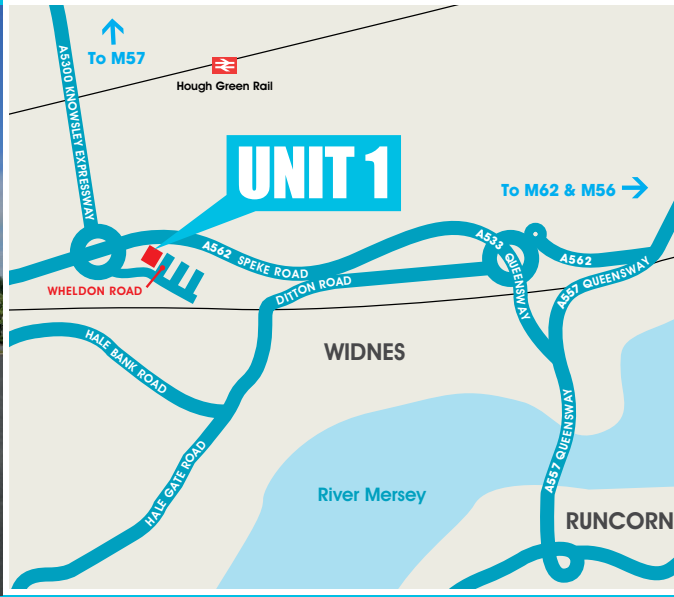 To M57
A5300 KNOWSLEY EXPRESSWAY
Hough Green Rail
UNIT 1
To M62 & M56
A562 SPEKE ROAD
A533 QUEENSWAY
A562
WHELDON ROAD
DITTON ROAD
A557 QUEENSWAY
HALE BANK ROAD
WIDNES
A557 QUEENSWAY
HALE GATE ROAD
River Mersey
RUNCORN